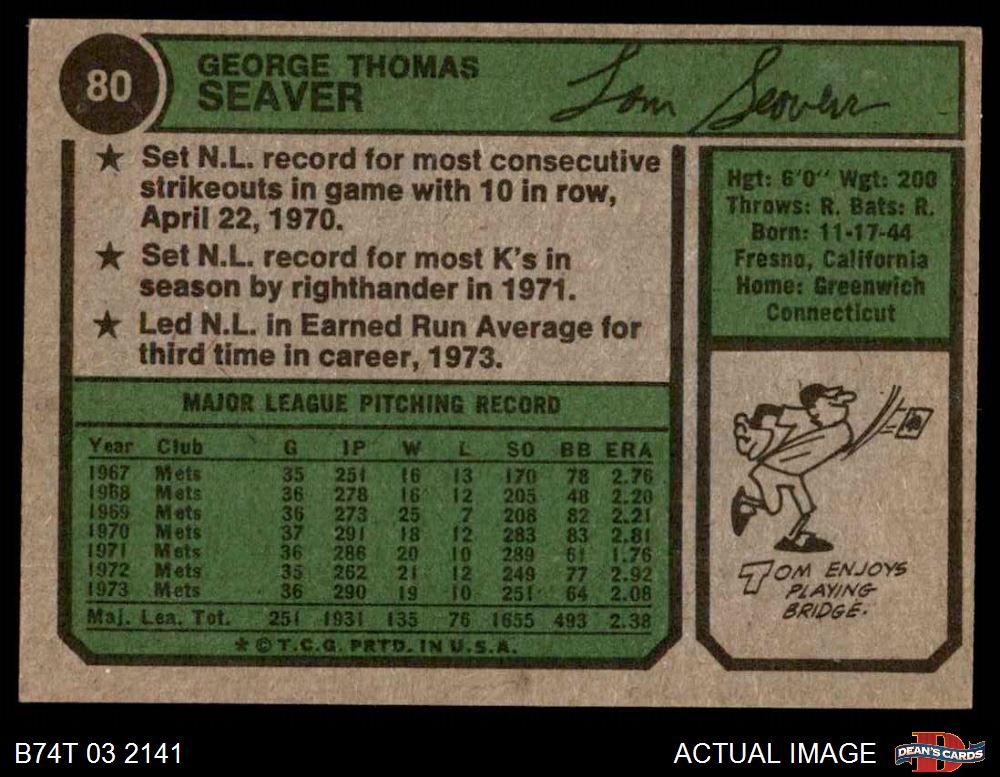 80
GEORGE THOMAS
SEAVER
Tom Seaver
★ Set N.L. record for most consecutive
strikeouts in game with 10 in row,
April 22, 1970.
★ Set N.L. record for most K's in
season by righthander in 1971.
★ Led N.L. in Earned Run Average for
third time in career, 1973.
MAJOR LEAGUE PITCHING RECORD
Year Club G IP W L SO BB ERA
1967 Mets 35 251 16 13 170 78 2.76
1968 Mets 36 278 16 12 205 48 2.20
1969 Mets 36 273 25 7 208 82 2.21
1970 Mets 37 291 18 12 283 83 2.81
1971 Mets 36 286 20 10 289 61 1.76
1972 Mets 35 262 21 12 249 77 2.92
1973 Mets 36 290 19 10 251 64 2.08
Maj. Lea. Tot. 251 1931 135 76 1655 493 2.38
* © T.C.G. PRTD. IN U.S.A.
Hgt: 6'0" Wgt: 200
Throws: R. Bats: R.
Born: 11-17-44
Fresno, California
Home: Greenwich
Connecticut
TOM ENJOYS
PLAYING
BRIDGE.
B74T 03 2141
ACTUAL IMAGE
DEAN'S CARDS